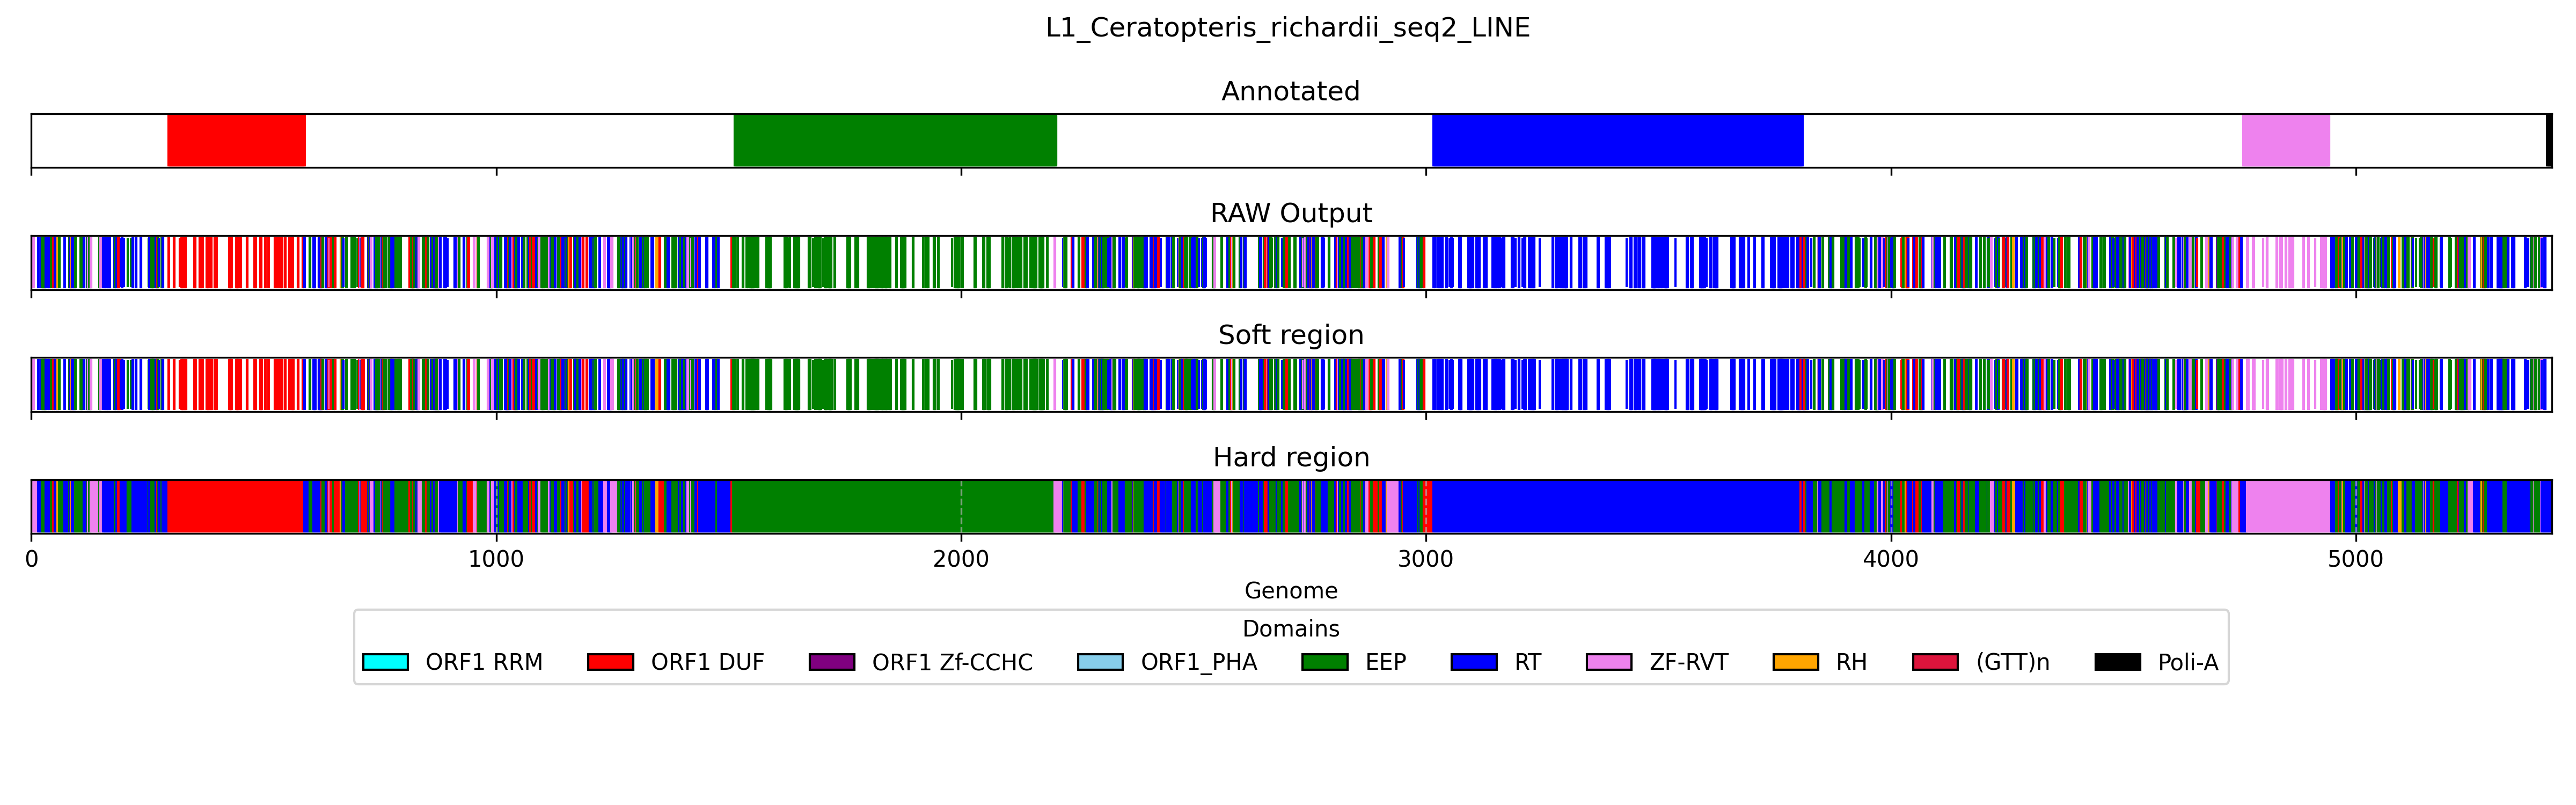 L1_Ceratopteris_richardii_seq2_LINE
Annotated
RAW Output
Soft region
Hard region
0 1000 2000 3000 4000 5000
Genome
Domains
ORF1 RRM ORF1 DUF ORF1 Zf-CCHC ORF1_PHA EEP RT ZF-RVT RH (GTT)n Poli-A